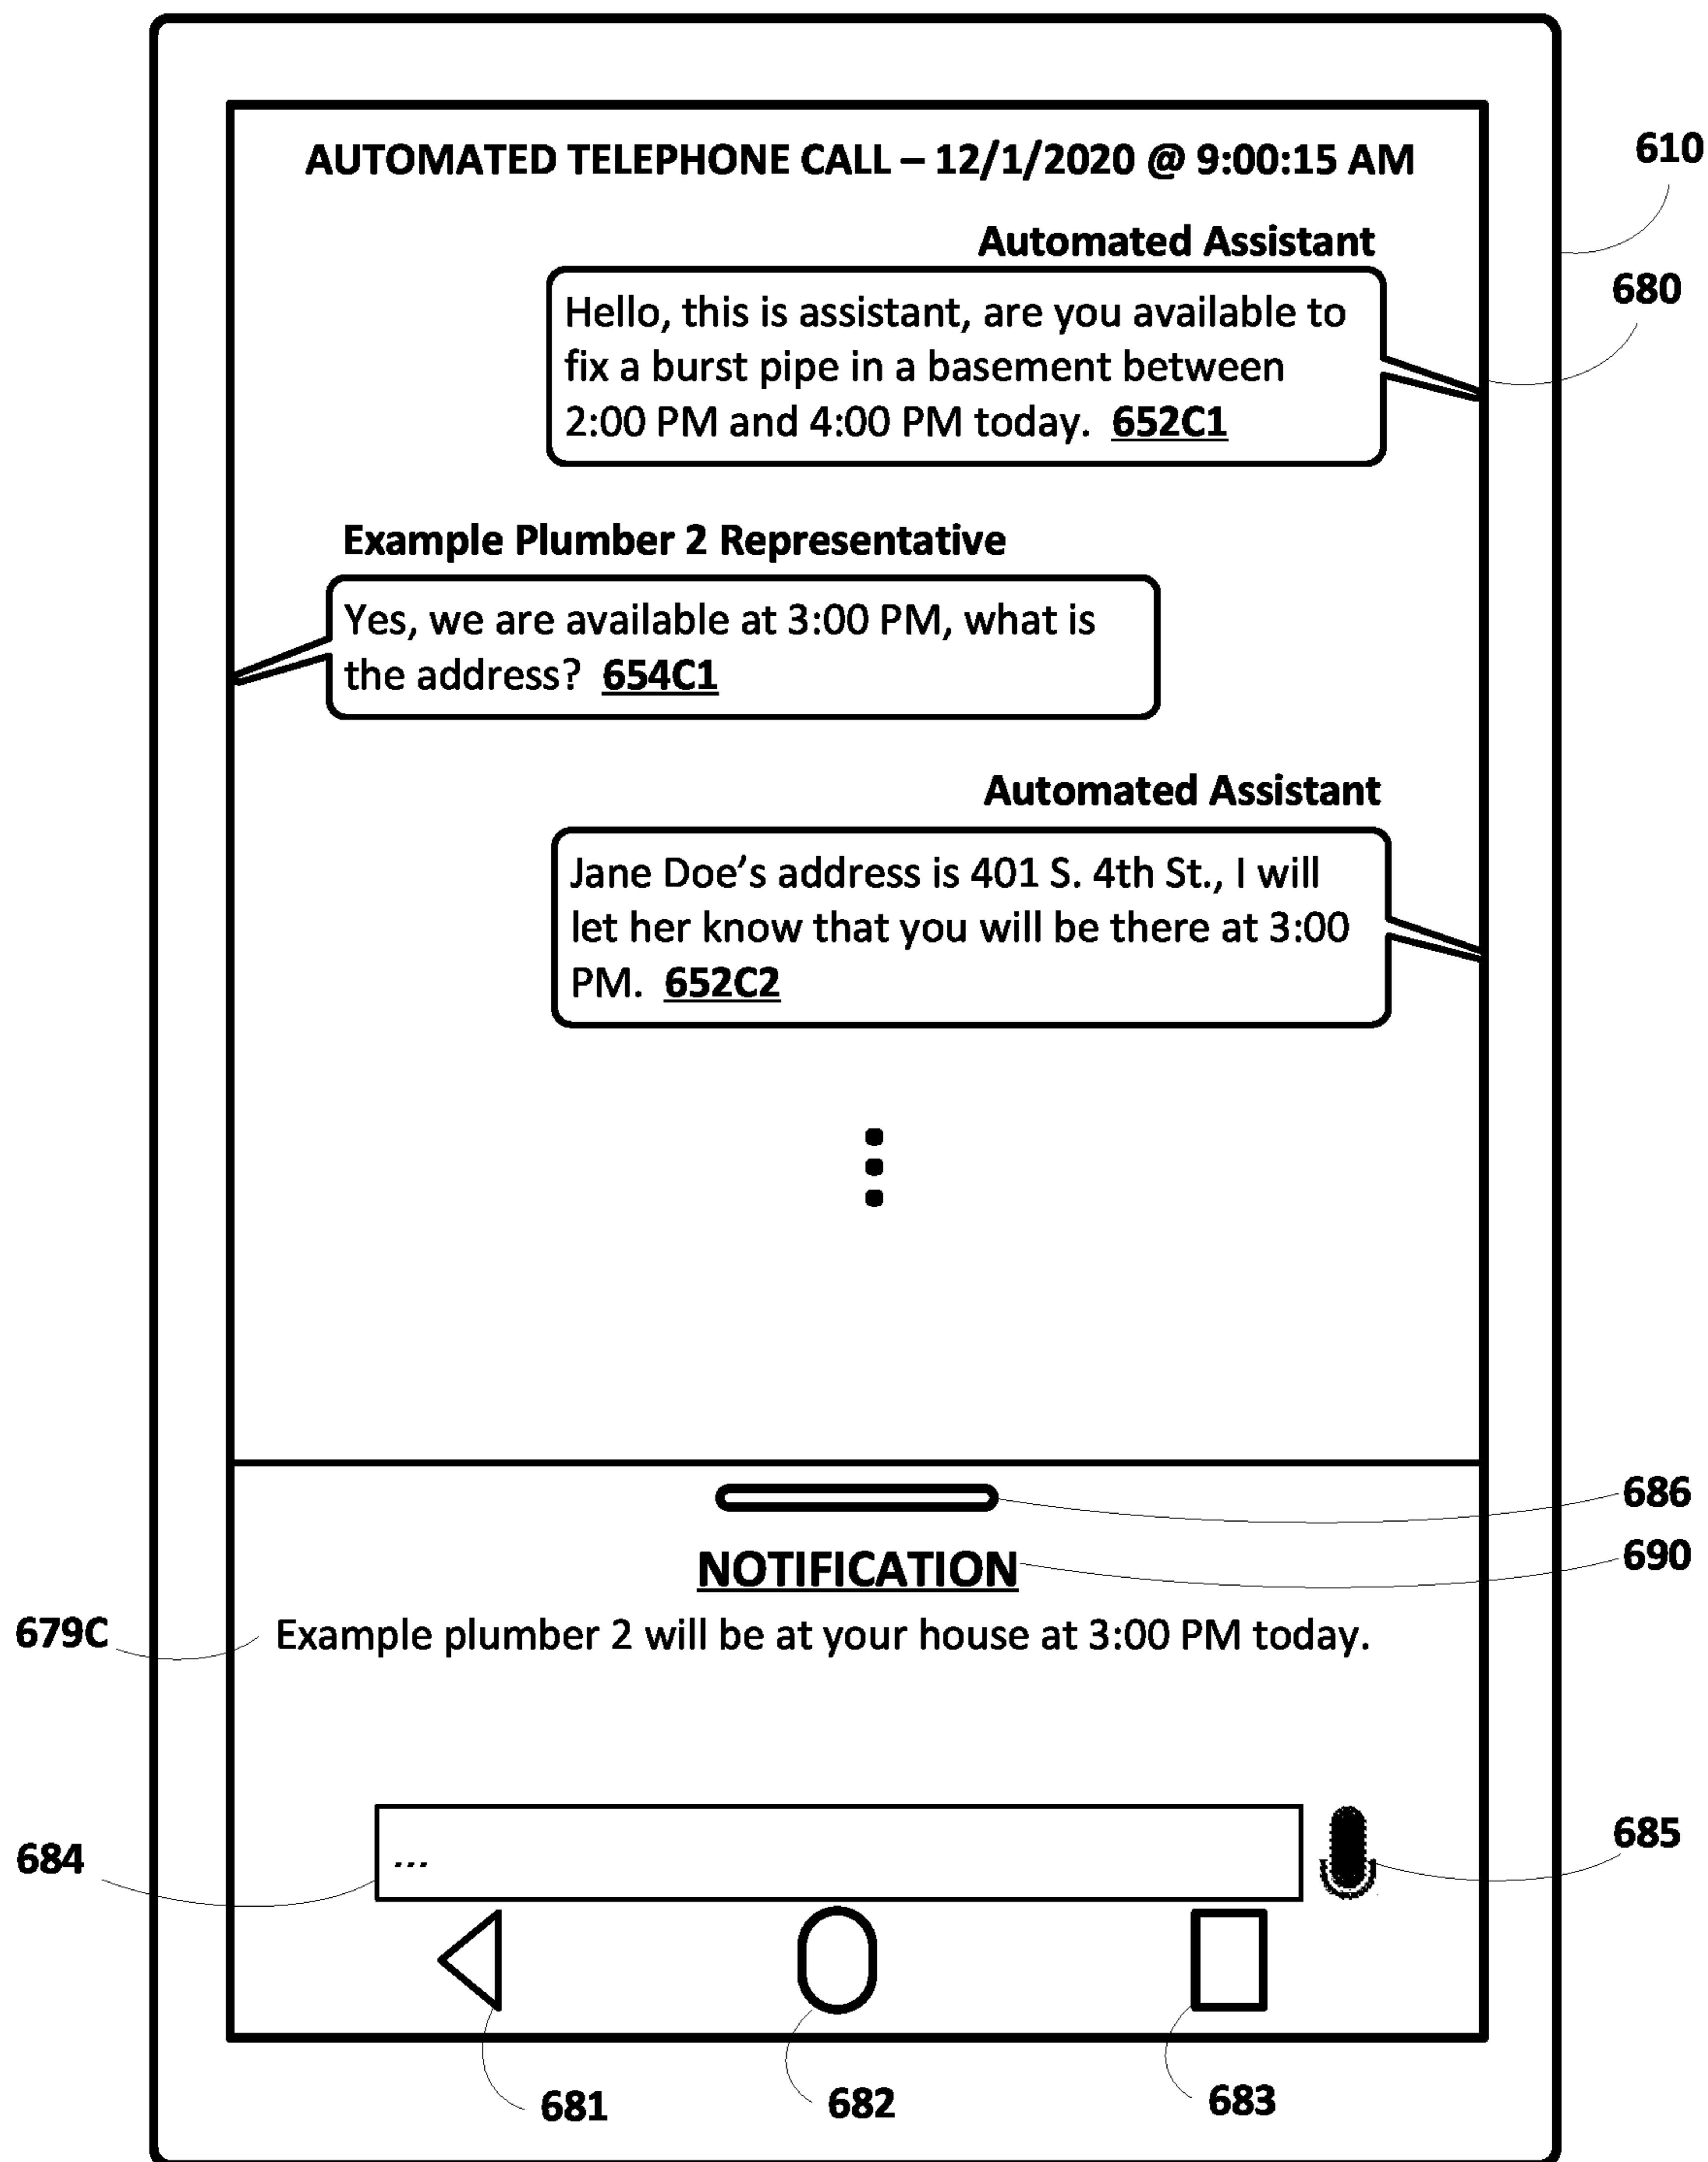 AUTOMATED TELEPHONE CALL – 12/1/2020 @ 9:00:15 AM
610
Automated Assistant
680
Hello, this is assistant, are you available to
fix a burst pipe in a basement between
2:00 PM and 4:00 PM today. 652C1
Example Plumber 2 Representative
Yes, we are available at 3:00 PM, what is
the address? 654C1
Automated Assistant
Jane Doe’s address is 401 S. 4th St., I will
let her know that you will be there at 3:00
PM. 652C2
686
NOTIFICATION
690
679C
Example plumber 2 will be at your house at 3:00 PM today.
684
...
685
681
682
683